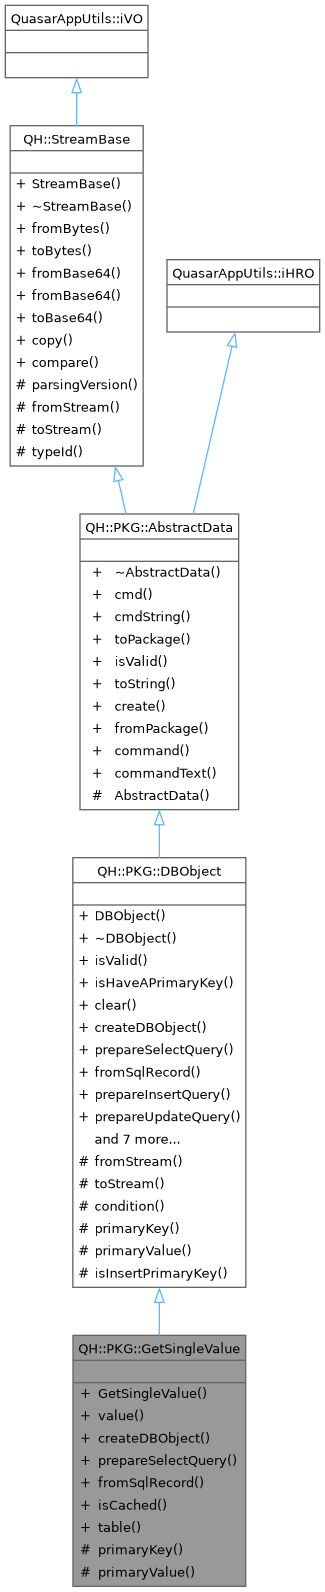 QuasarAppUtils::iVO
QH::StreamBase
+ StreamBase()
+ ~StreamBase()
+ fromBytes()
+ toBytes()
+ fromBase64()
+ fromBase64()
+ toBase64()
+ copy()
+ compare()
# parsingVersion()
# fromStream()
# toStream()
# typeId()
QuasarAppUtils::iHRO
QH::PKG::AbstractData
+ ~AbstractData()
+ cmd()
+ cmdString()
+ toPackage()
+ isValid()
+ toString()
+ create()
+ fromPackage()
+ command()
+ commandText()
# AbstractData()
QH::PKG::DBObject
+ DBObject()
+ ~DBObject()
+ isValid()
+ isHaveAPrimaryKey()
+ clear()
+ createDBObject()
+ prepareSelectQuery()
+ fromSqlRecord()
+ prepareInsertQuery()
+ prepareUpdateQuery()
and 7 more...
# fromStream()
# toStream()
# condition()
# primaryKey()
# primaryValue()
# isInsertPrimaryKey()
QH::PKG::GetSingleValue
+ GetSingleValue()
+ value()
+ createDBObject()
+ prepareSelectQuery()
+ fromSqlRecord()
+ isCached()
+ table()
# primaryKey()
# primaryValue()